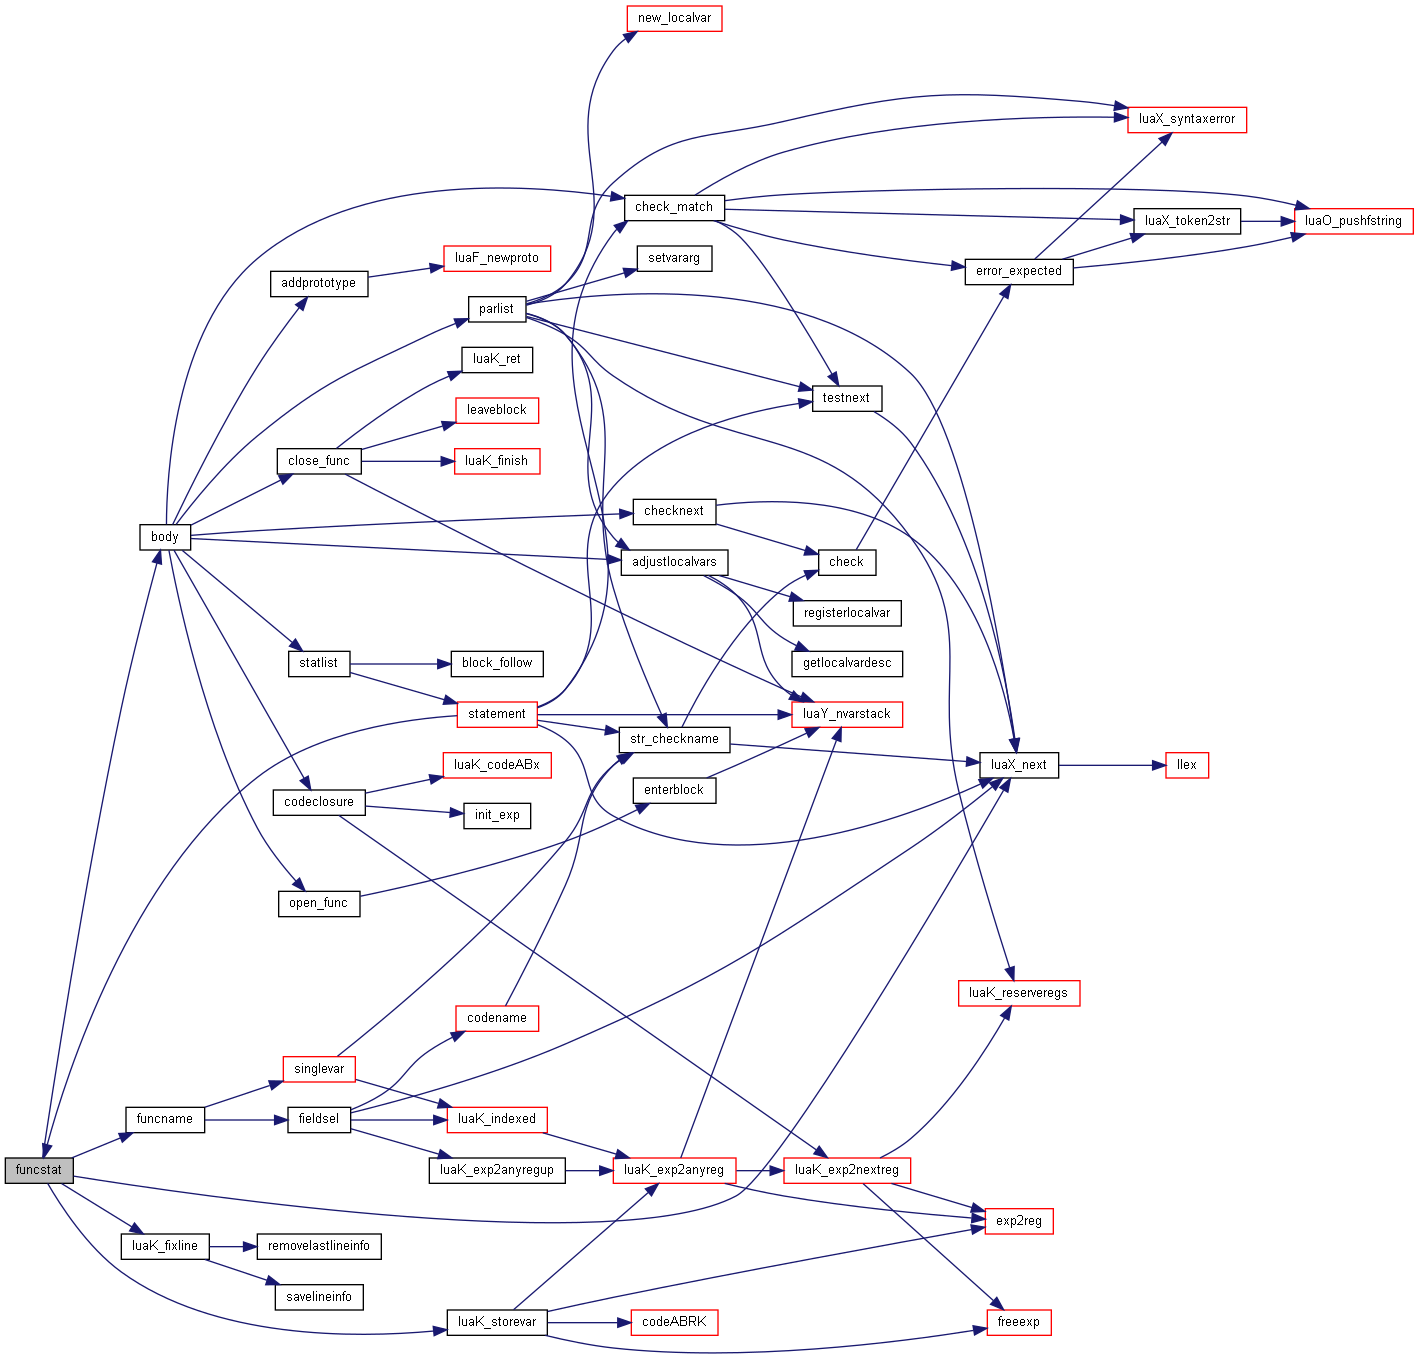 new_localvar
luaX_syntaxerror
check_match
luaX_token2str
luaO_pushfstring
luaF_newproto
setvararg
error_expected
addprototype
parlist
luaK_ret
testnext
leaveblock
close_func
luaK_finish
checknext
body
adjustlocalvars
check
registerlocalvar
statlist
block_follow
getlocalvardesc
statement
luaY_nvarstack
str_checkname
luaK_codeABx
luaX_next
llex
codeclosure
init_exp
enterblock
open_func
luaK_reserveregs
codename
singlevar
funcname
fieldsel
luaK_indexed
funcstat
luaK_exp2anyregup
luaK_exp2anyreg
luaK_exp2nextreg
exp2reg
luaK_fixline
removelastlineinfo
savelineinfo
luaK_storevar
codeABRK
freeexp